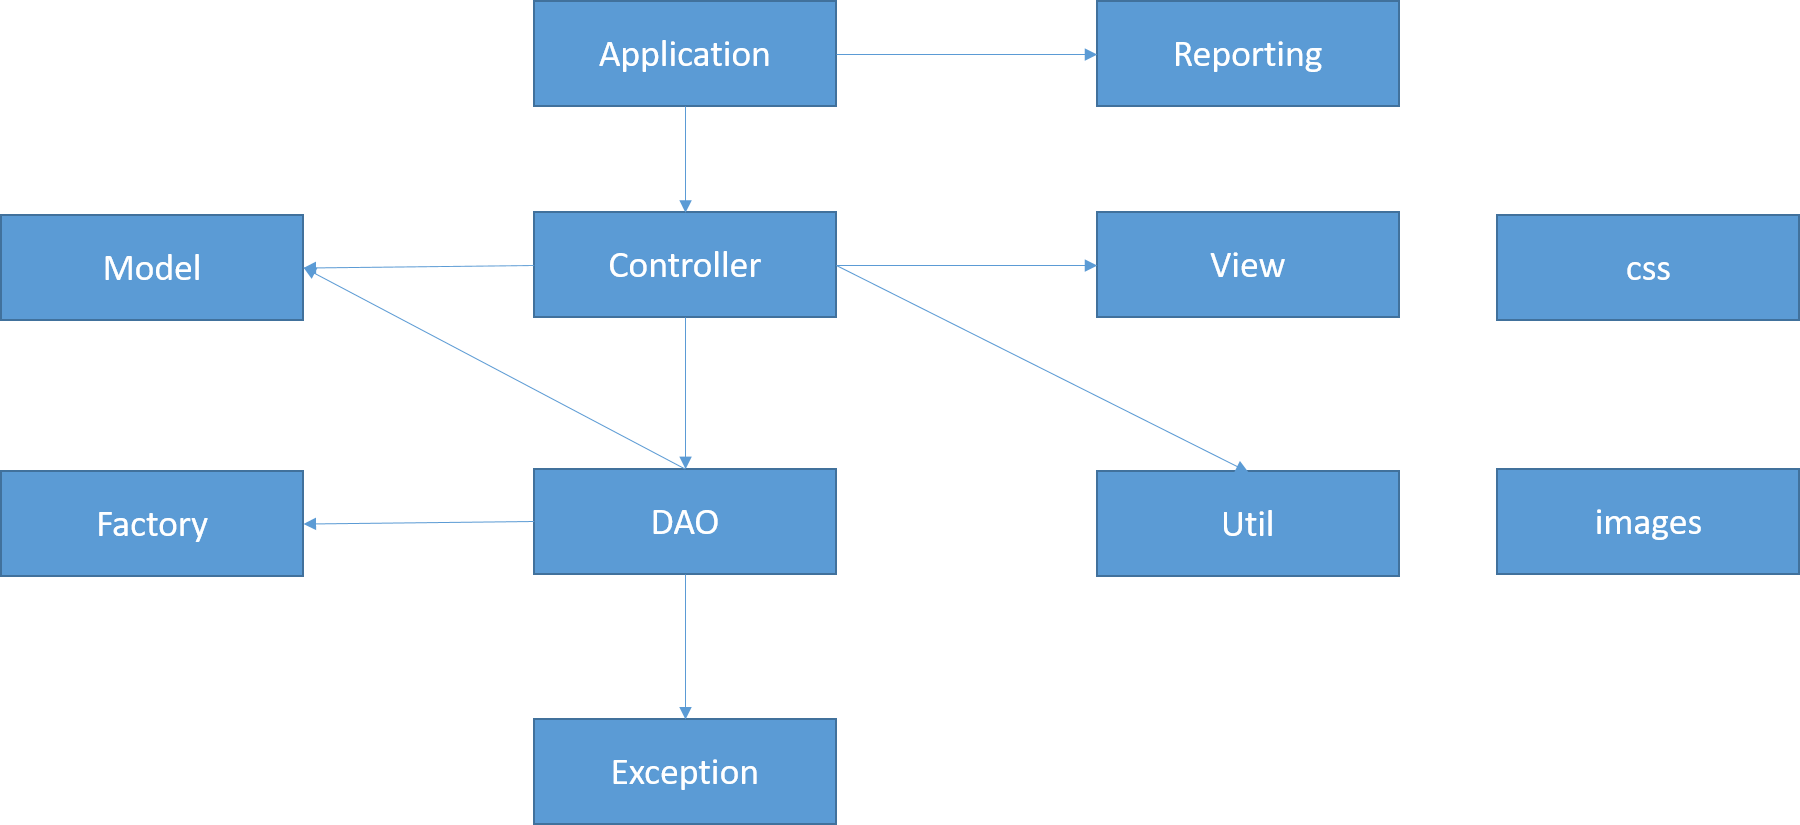 Application
Reporting
Model
Controller
View
css
Factory
DAO
Util
images
Exception